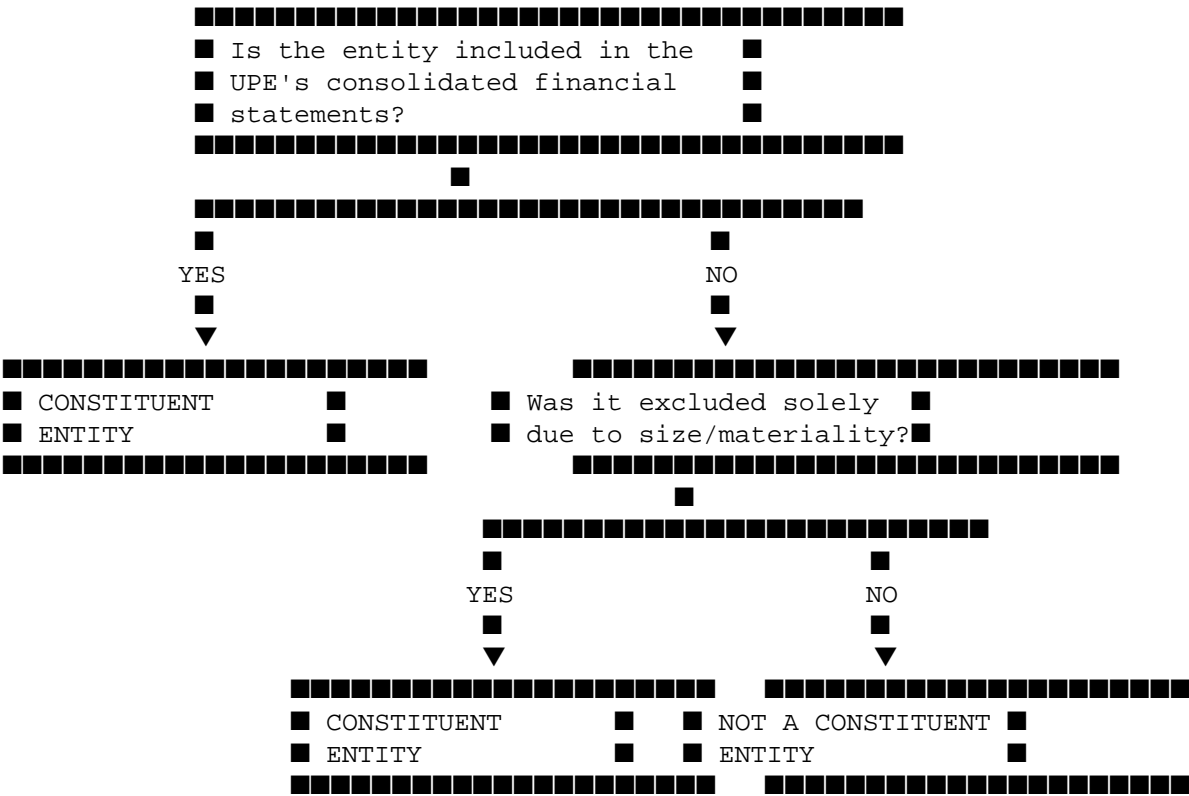 Is the entity included in the
UPE's consolidated financial
statements?
YES
NO
CONSTITUENT
ENTITY
Was it excluded solely
due to size/materiality?
YES
NO
CONSTITUENT
ENTITY
NOT A CONSTITUENT
ENTITY